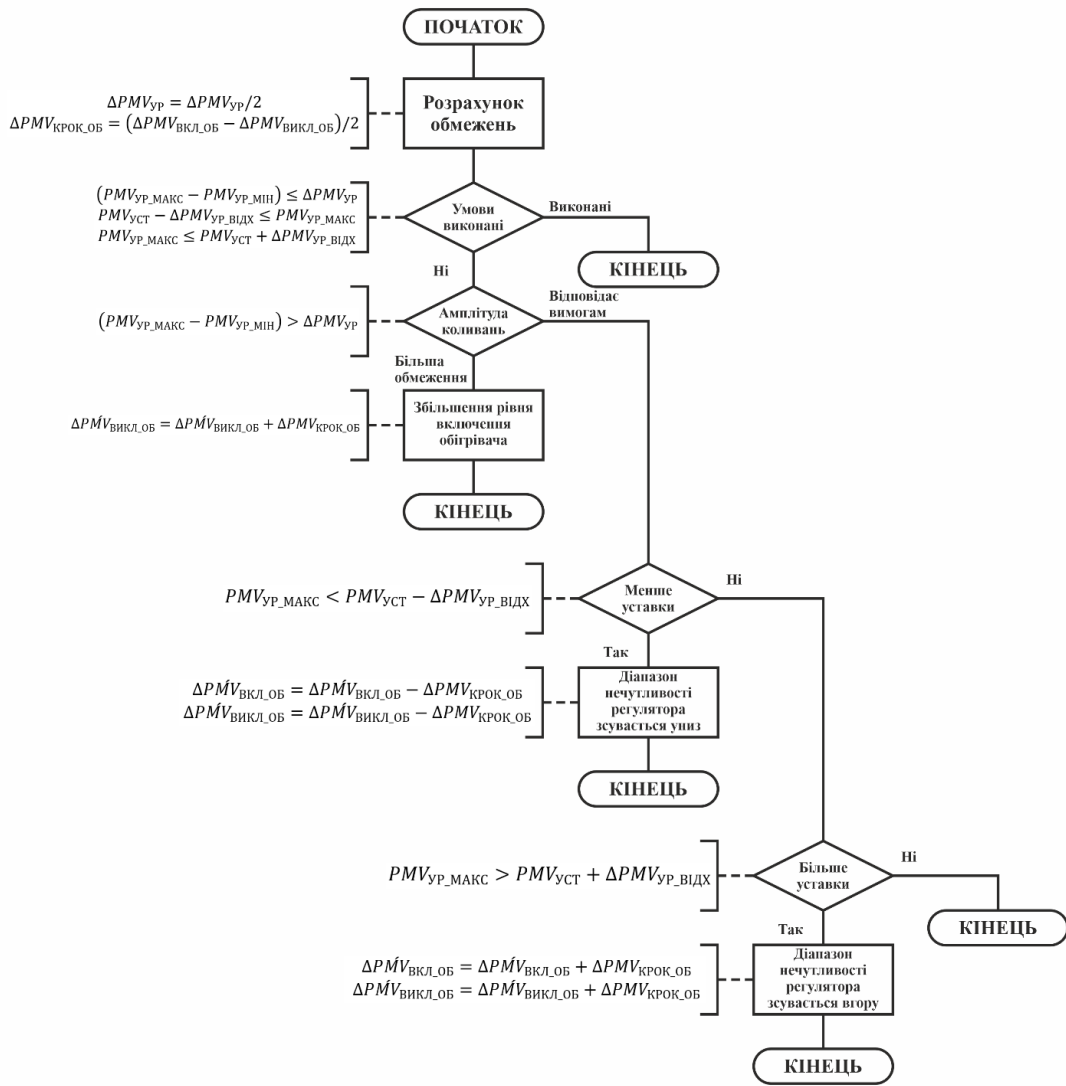 ПОЧАТОК
ΔPMV_УР = ΔPMV_УР/2
ΔPMV_КРОК_ОБ = (ΔPMV_ВКЛ_ОБ − ΔPMV_ВИКЛ_ОБ)/2
Розрахунок
обмежень
(PMV_УР_МАКС − PMV_УР_МІН) ≤ ΔPMV_УР
PMV_УСТ − ΔPMV_УР_ВІДХ ≤ PMV_УР_МАКС
PMV_УР_МАКС ≤ PMV_УСТ + ΔPMV_УР_ВІДХ
Умови
виконані
Виконані
КІНЕЦЬ
Ні
(PMV_УР_МАКС − PMV_УР_МІН) > ΔPMV_УР
Амплітуда
коливань
Відповідає
вимогам
Більша
обмеження
ΔPḾV_ВИКЛ_ОБ = ΔPḾV_ВИКЛ_ОБ + ΔPMV_КРОК_ОБ
Збільшення рівня
включення
обігрівача
КІНЕЦЬ
PMV_УР_МАКС < PMV_УСТ − ΔPMV_УР_ВІДХ
Менше
уставки
Ні
Так
ΔPḾV_ВКЛ_ОБ = ΔPḾV_ВКЛ_ОБ − ΔPMV_КРОК_ОБ
ΔPḾV_ВИКЛ_ОБ = ΔPḾV_ВИКЛ_ОБ − ΔPMV_КРОК_ОБ
Діапазон
нечутливості
регулятора
зсувається униз
КІНЕЦЬ
PMV_УР_МАКС > PMV_УСТ + ΔPMV_УР_ВІДХ
Більше
уставки
Ні
КІНЕЦЬ
Так
ΔPḾV_ВКЛ_ОБ = ΔPḾV_ВКЛ_ОБ + ΔPMV_КРОК_ОБ
ΔPḾV_ВИКЛ_ОБ = ΔPḾV_ВИКЛ_ОБ + ΔPMV_КРОК_ОБ
Діапазон
нечутливості
регулятора
зсувається вгору
КІНЕЦЬ